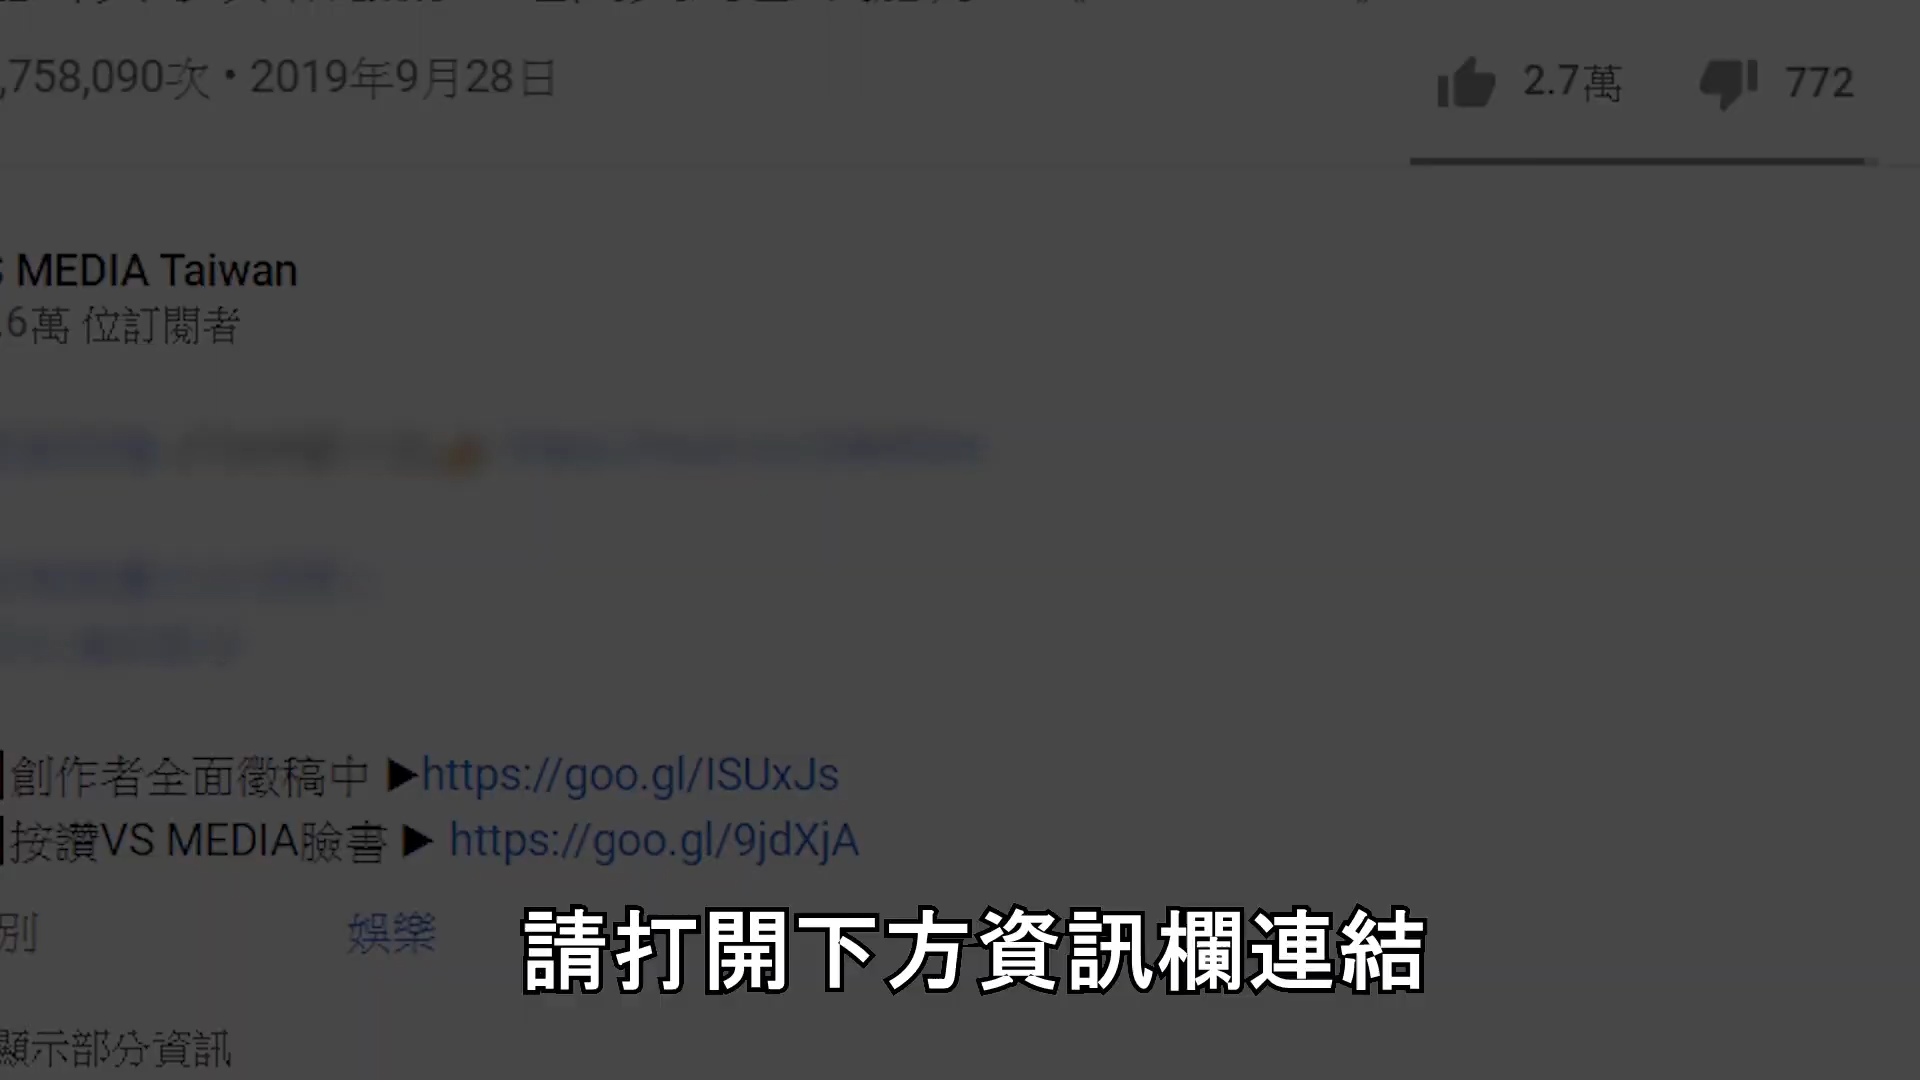 ,758,090次 • 2019年9月28日
2.7萬 772
MEDIA Taiwan
.6萬 位訂閱者
創作者全面徵稿中 ▶https://goo.gl/ISUxJs
按讚VS MEDIA臉書 ▶ https://goo.gl/9jdXjA
別 娛樂
請打開下方資訊欄連結
顯示部分資訊